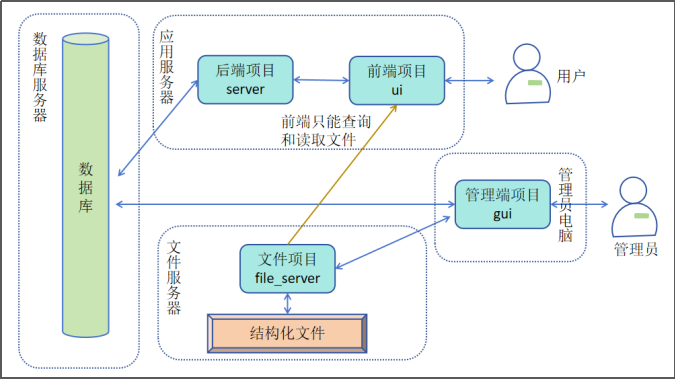 数据库服务器
数据库
应用服务器
后端项目
server
前端项目
ui
用户
前端只能查询
和读取文件
管理端项目
gui
管理员电脑
管理员
文件服务器
文件项目
file_server
结构化文件